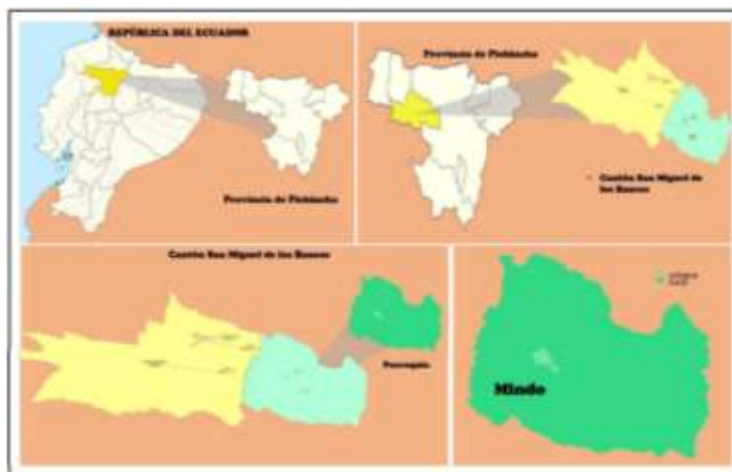 REPÚBLICA DEL ECUADOR
Provincia de Pichincha
Provincia de Pichincha
Cantón San Miguel de
los Bancos
Cantón San Miguel de los Bancos
Parroquia
Mindo